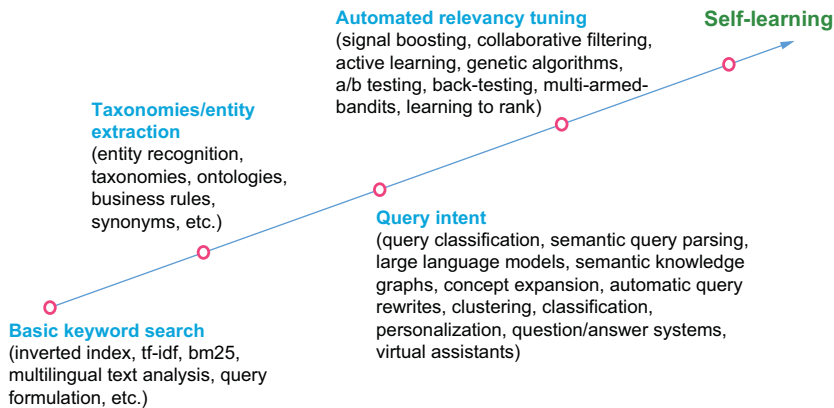 Automated relevancy tuning
(signal boosting, collaborative filtering,
active learning, genetic algorithms,
a/b testing, back-testing, multi-armed-
bandits, learning to rank)
Self-learning
Taxonomies/entity
extraction
(entity recognition,
taxonomies, ontologies,
business rules,
synonyms, etc.)
Query intent
(query classification, semantic query parsing,
large language models, semantic knowledge
graphs, concept expansion, automatic query
rewrites, clustering, classification,
personalization, question/answer systems,
virtual assistants)
Basic keyword search
(inverted index, tf-idf, bm25,
multilingual text analysis, query
formulation, etc.)